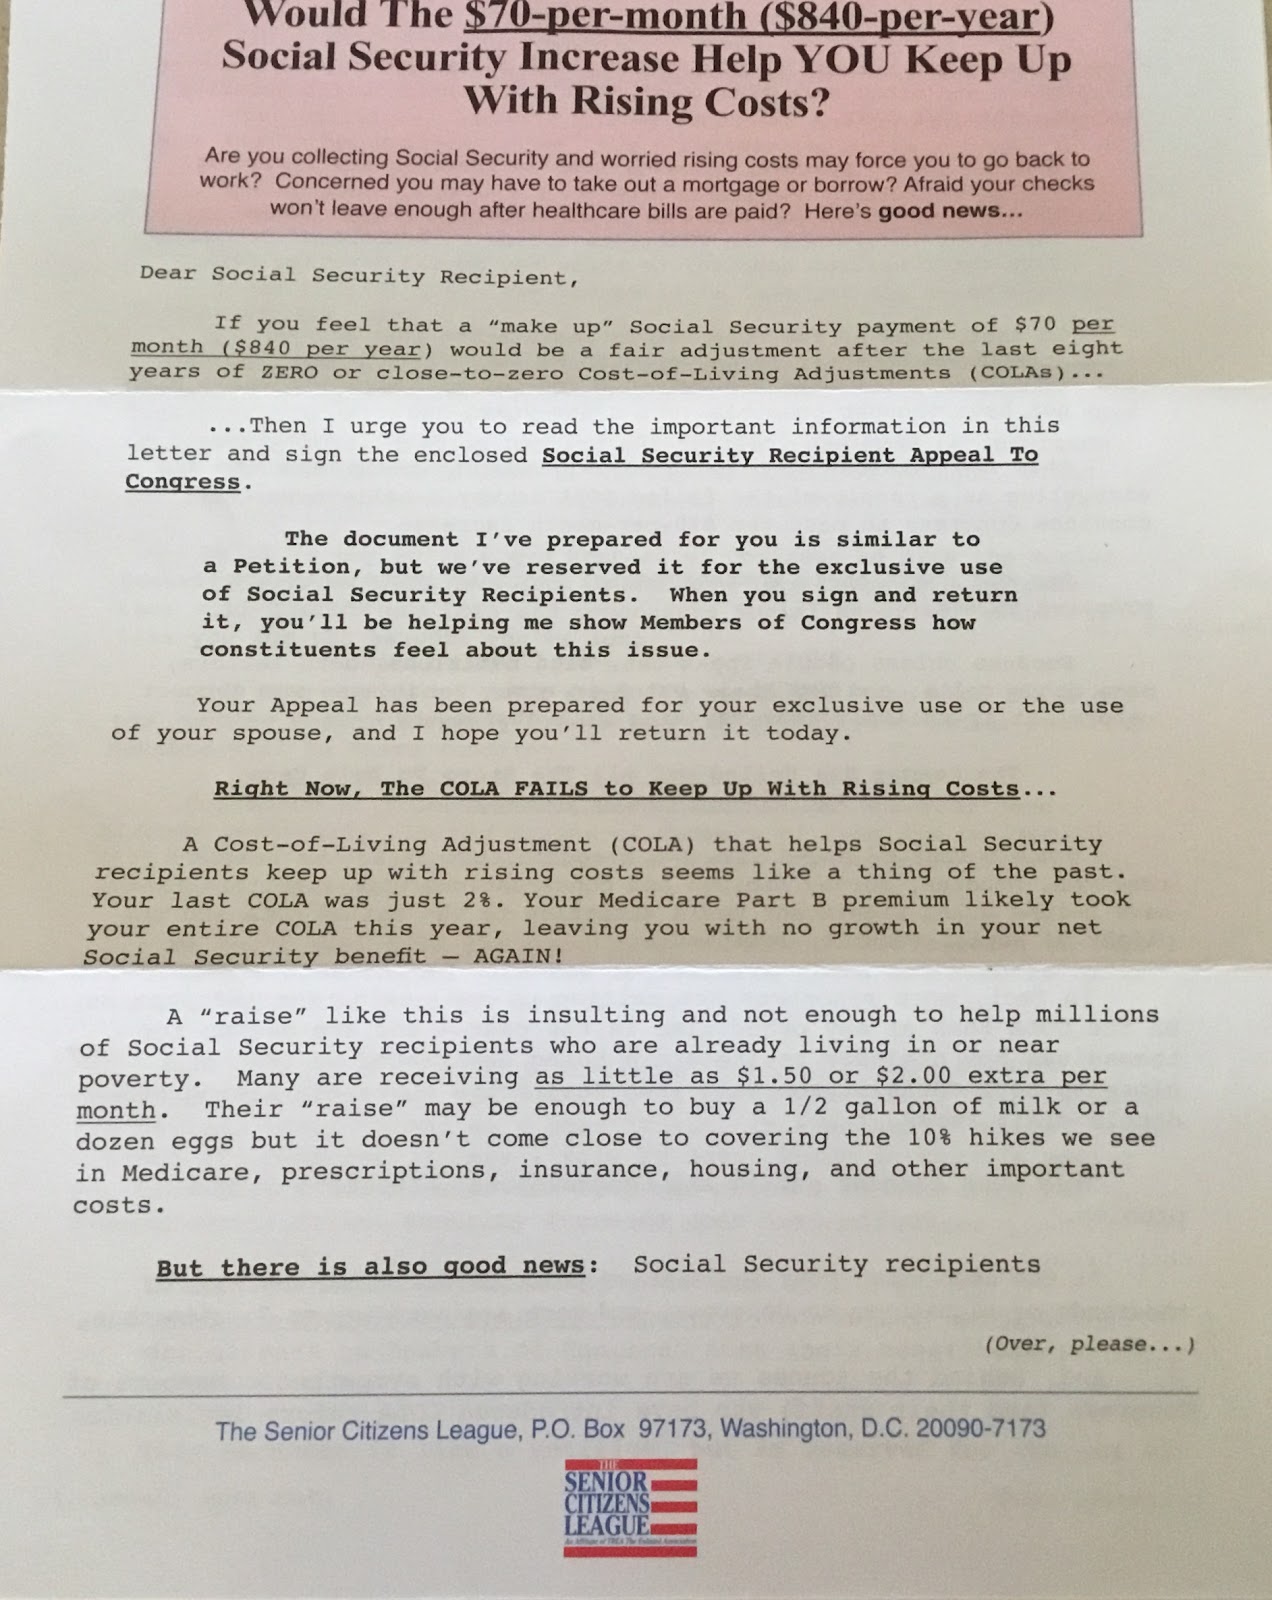 Would The $70-per-month ($840-per-year)
Social Security Increase Help YOU Keep Up
With Rising Costs?
Are you collecting Social Security and worried rising costs may force you to go back to
work?  Concerned you may have to take out a mortgage or borrow? Afraid your checks
won't leave enough after healthcare bills are paid?  Here's good news...
Dear Social Security Recipient,
If you feel that a "make up" Social Security payment of $70 per
month ($840 per year) would be a fair adjustment after the last eight
years of ZERO or close-to-zero Cost-of-Living Adjustments (COLAs)...
...Then I urge you to read the important information in this
letter and sign the enclosed Social Security Recipient Appeal To
Congress.
The document I've prepared for you is similar to
a Petition, but we've reserved it for the exclusive use
of Social Security Recipients.  When you sign and return
it, you'll be helping me show Members of Congress how
constituents feel about this issue.
Your Appeal has been prepared for your exclusive use or the use
of your spouse, and I hope you'll return it today.
Right Now, The COLA FAILS to Keep Up With Rising Costs...
A Cost-of-Living Adjustment (COLA) that helps Social Security
recipients keep up with rising costs seems like a thing of the past.
Your last COLA was just 2%. Your Medicare Part B premium likely took
your entire COLA this year, leaving you with no growth in your net
Social Security benefit — AGAIN!
A "raise" like this is insulting and not enough to help millions
of Social Security recipients who are already living in or near
poverty.  Many are receiving as little as $1.50 or $2.00 extra per
month.  Their "raise" may be enough to buy a 1/2 gallon of milk or a
dozen eggs but it doesn't come close to covering the 10% hikes we see
in Medicare, prescriptions, insurance, housing, and other important
costs.
But there is also good news:  Social Security recipients
(Over, please...)
The Senior Citizens League, P.O. Box 97173, Washington, D.C. 20090-7173
THE
SENIOR
CITIZENS
LEAGUE
An Affiliate of TREA The Enlisted Association